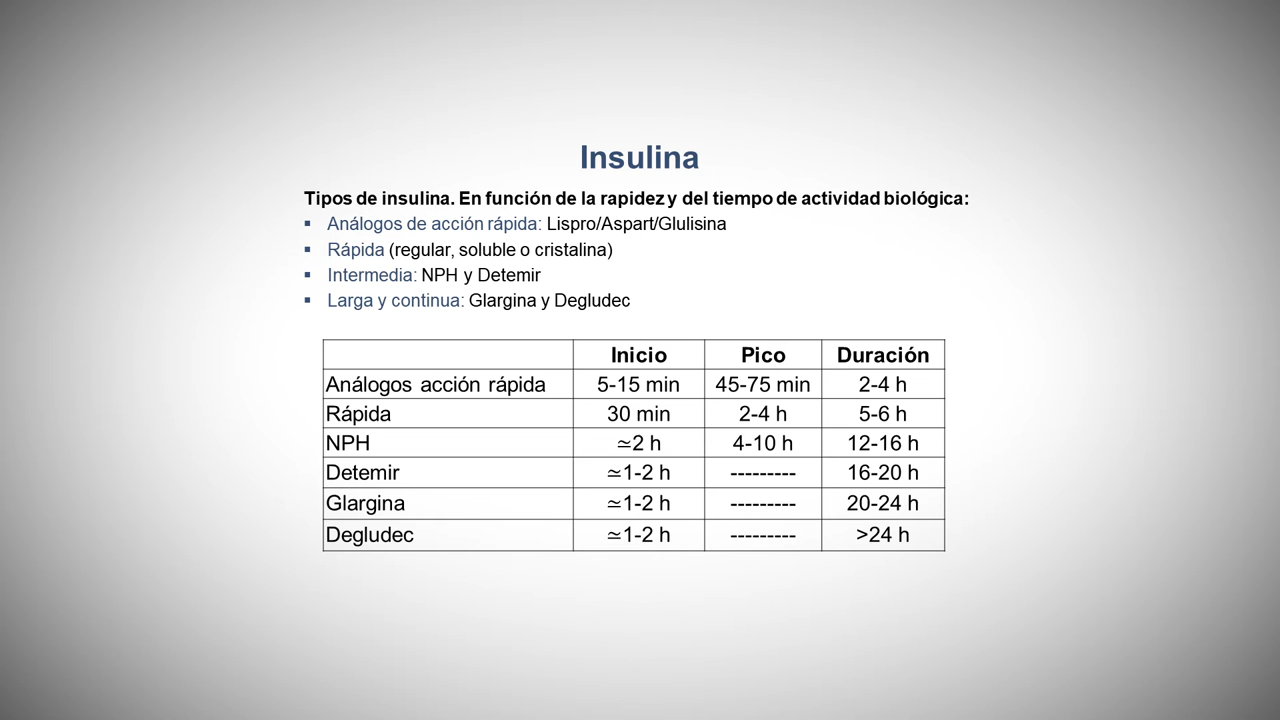 Insulina
Tipos de insulina. En función de la rapidez y del tiempo de actividad biológica:
▪ Análogos de acción rápida: Lispro/Aspart/Glulisina
▪ Rápida (regular, soluble o cristalina)
▪ Intermedia: NPH y Detemir
▪ Larga y continua: Glargina y Degludec
Inicio Pico Duración
Análogos acción rápida 5-15 min 45-75 min 2-4 h
Rápida 30 min 2-4 h 5-6 h
NPH ≃2 h 4-10 h 12-16 h
Detemir ≃1-2 h --------- 16-20 h
Glargina ≃1-2 h --------- 20-24 h
Degludec ≃1-2 h --------- >24 h